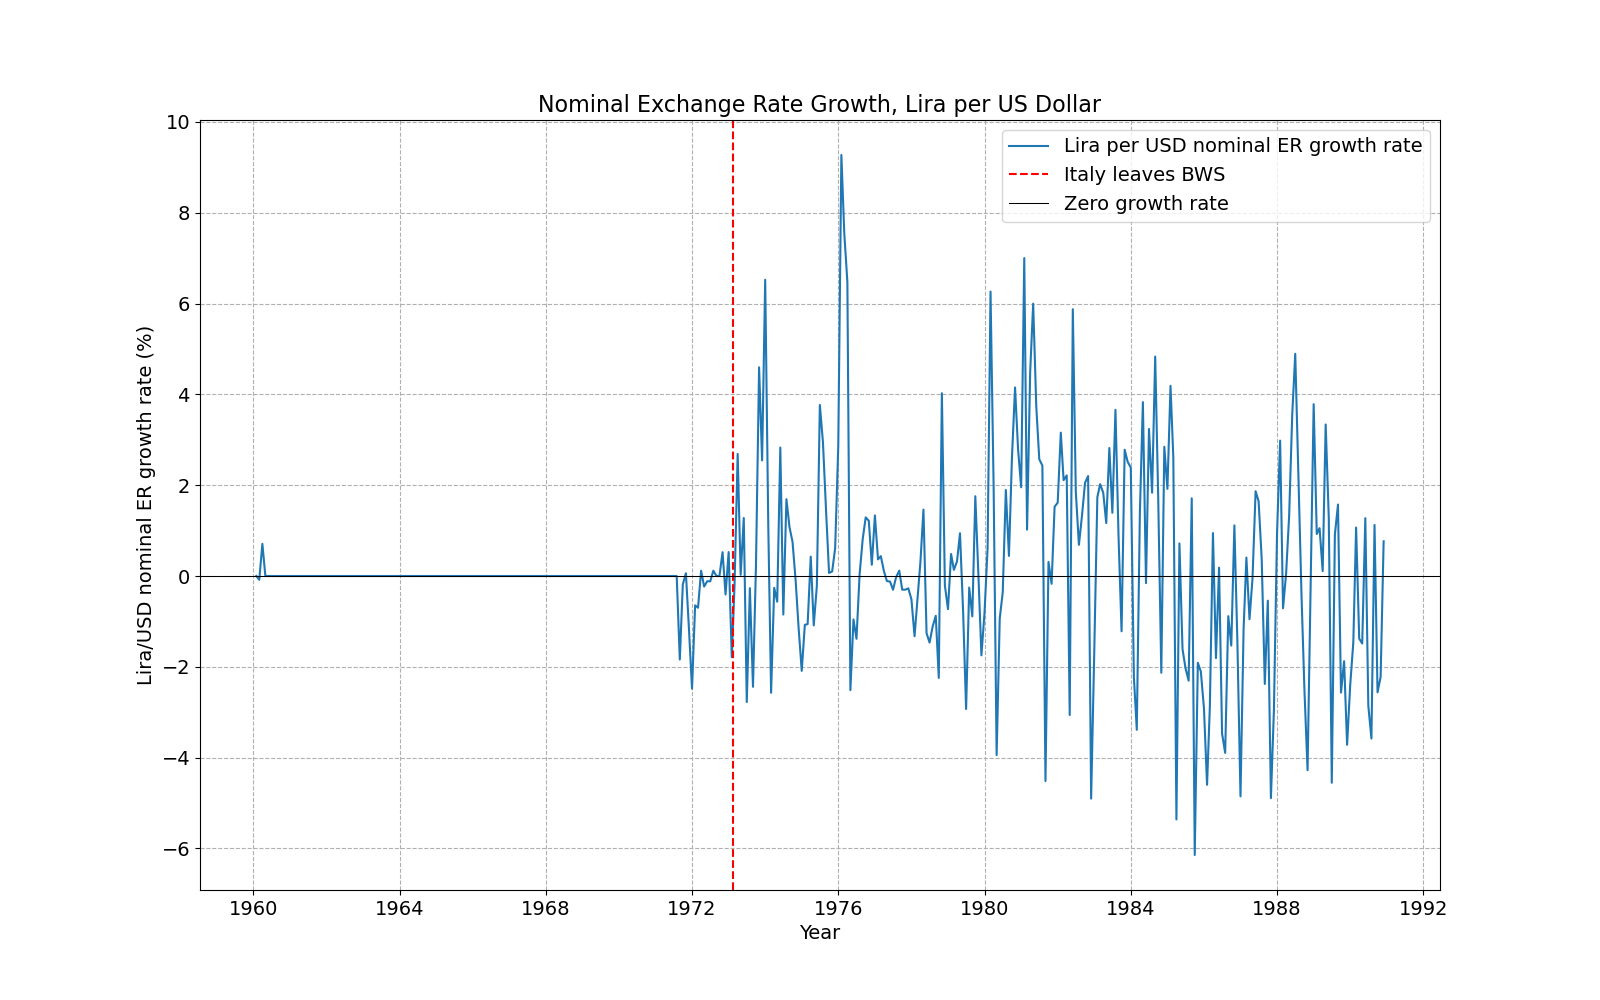 Nominal Exchange Rate Growth, Lira per US Dollar
Lira per USD nominal ER growth rate
Italy leaves BWS
Zero growth rate
Lira/USD nominal ER growth rate (%)
10
8
6
4
2
0
−2
−4
−6
1960 1964 1968 1972 1976 1980 1984 1988 1992
Year